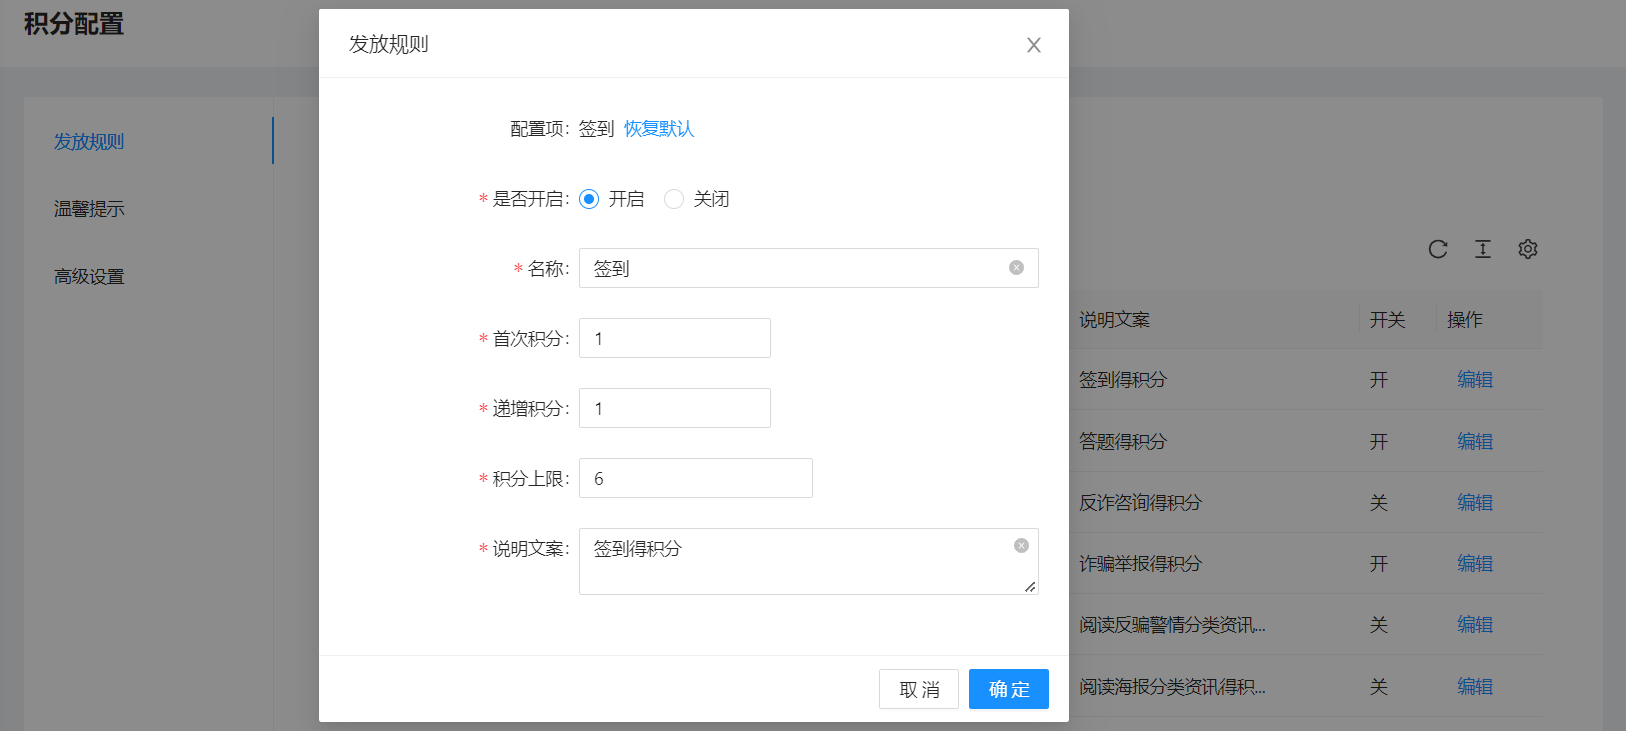 积分配置
发放规则
温馨提示
高级设置
发放规则
配置项: 签到 恢复默认
* 是否开启: 开启 关闭
* 名称: 签到
* 首次积分: 1
* 递增积分: 1
* 积分上限: 6
* 说明文案: 签到得积分
取消 确定
说明文案 开关 操作
签到得积分 开 编辑
答题得积分 开 编辑
反诈咨询得积分 关 编辑
诈骗举报得积分 开 编辑
阅读反骗警情分类资讯... 关 编辑
阅读海报分类资讯得积... 关 编辑